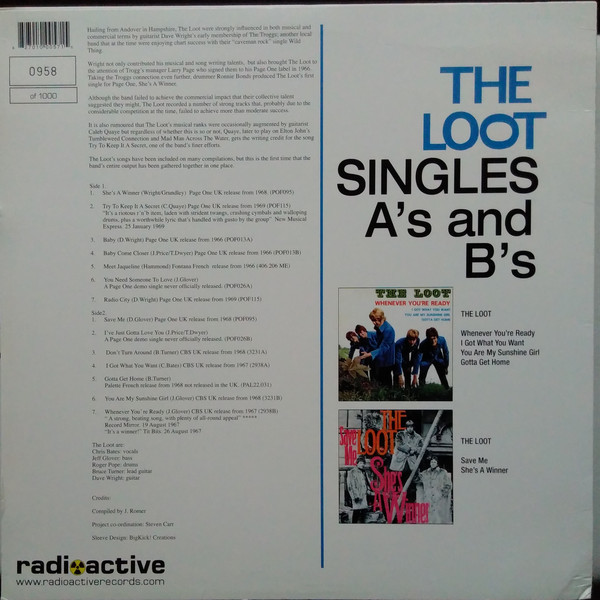 0958
of 1000
Hailing from Andover in Hampshire, The Loot were strongly influenced in both musical and
commercial terms by guitarist Dave Wright's early membership of The Troggs; another local
band that at the time were enjoying chart success with their "caveman rock" single Wild
Thing.
Wright not only contributed his musical and song writing talents, but also brought The Loot to
the attention of Trogg's manager Larry Page who signed them to his Page One label in 1966.
Taking the Troggs connection even further, drummer Ronnie Bonds produced The Loot's first
single for Page One, She's A Winner.
Although the band failed to achieve the commercial impact that their collective talent
suggested they might, The Loot recorded a number of strong tracks that, probably due to the
considerable competition at the time, failed to achieve more than moderate success.
It is also rumoured that The Loot's musical ranks were occasionally augmented by guitarist
Caleb Quaye but regardless of whether this is so or not, Quaye, later to play on Elton John's
Tumbleweed Connection and Mad Man Across The Water, gets the writing credit for the song
Try To Keep It A Secret, one of the band's finer efforts.
The Loot's songs have been included on many compilations, but this is the first time that the
band's entire output has been gathered together in one place.
Side 1
1. She's A Winner (Wright/Grundley) Page One UK release from 1968. (POF095)
2. Try To Keep It A Secret (C.Quaye) Page One UK release from 1969 (POF115)
"It's a riotous r'n'b item, laden with strident twangs, crashing cymbals and walloping
drums, plus a worthwhile lyric that's handled with gusto by the group" New Musical
Express. 25 January 1969
3. Baby (D.Wright) Page One UK release from 1966 (POF013A)
4. Baby Come Closer (J.Price/T.Dwyer) Page One UK release from 1966 (POF013B)
5. Meet Jaqueline (Hammond) Fontana French release from 1966 (406.206 ME)
6. You Need Someone To Love (J.Glover)
A Page One demo single never officially released. (POF026A)
7. Radio City (D.Wright) Page One UK release from 1969 (POF115)
Side2
1. Save Me (D.Glover) Page One UK release from 1968 (POF095)
2. I've Just Gotta Love You (J.Price/T.Dwyer)
A Page One demo single never officially released. (POF026B)
3. Don't Turn Around (B.Turner) CBS UK release from 1968 (3231A)
4. I Got What You Want (C.Bates) CBS UK release from 1967 (2938A)
5. Gotta Get Home (B.Turner)
Palette French release from 1968 not released in the UK. (PAL22.031)
6. You Are My Sunshine Girl (J.Glover) CBS UK release from 1968 (3231B)
7. Whenever You're Ready (J.Glover) CBS UK release from 1967 (2938B)
"A strong, beating song, with plenty of all-round appeal" *****
Record Mirror. 19 August 1967
"It's a winner!" Tit Bits. 26 August 1967
The Loot are:
Chris Bates: vocals
Jeff Glover: bass
Roger Pope: drums
Bruce Turner: lead guitar
Dave Wright: guitar
Credits:
Compiled by J. Romer
Project co-ordination: Steven Carr
Sleeve Design: BigKick! Creations
radioactive
www.radioactiverecords.com
THE
LOOT
SINGLES
A's and
B's
THE LOOT
WHENEVER YOU'RE READY
I GOT WHAT YOU WANT
YOU ARE MY SUNSHINE GIRL
GOTTA GET HOME
THE LOOT
Whenever You're Ready
I Got What You Want
You Are My Sunshine Girl
Gotta Get Home
THE
LOOT
Save
Me
She's
A
Winner
THE LOOT
Save Me
She's A Winner